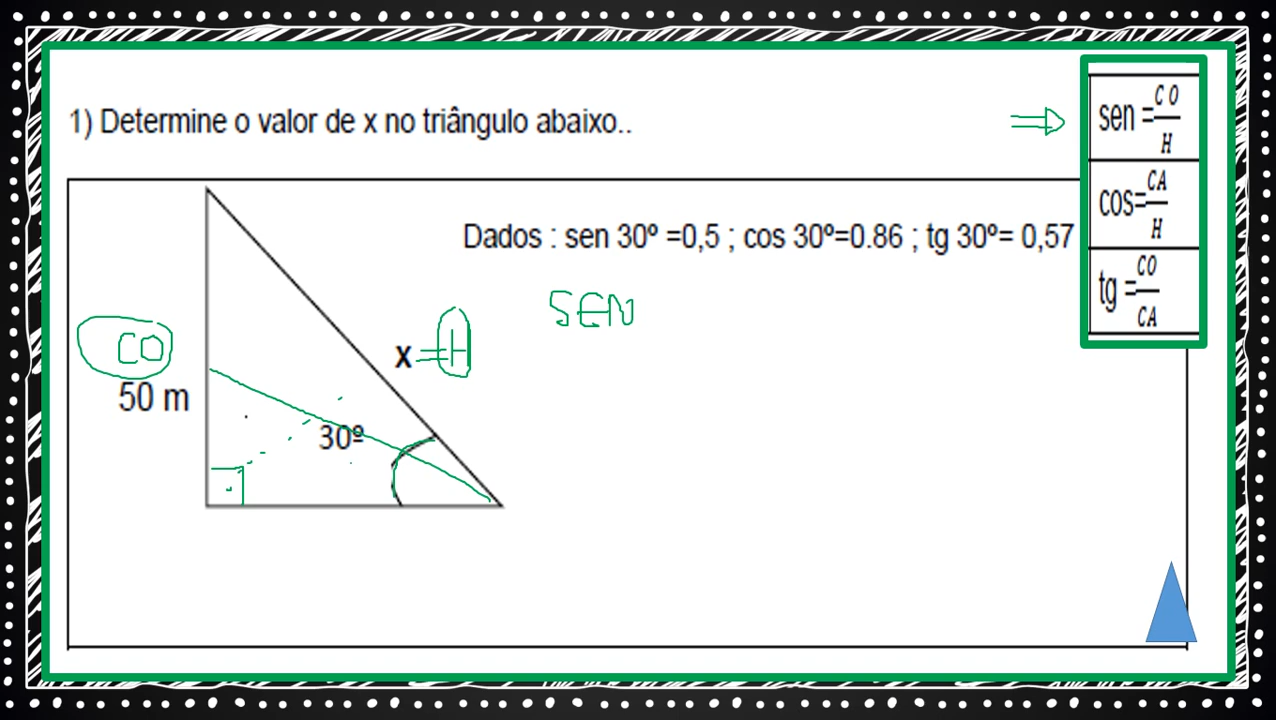 1) Determine o valor de x no triângulo abaixo..
sen = CO/H
cos= CA/H
tg = CO/CA
Dados : sen 30º =0,5 ; cos 30º=0.86 ; tg 30º= 0,57
SEN
CO
x = H
50 m
30º